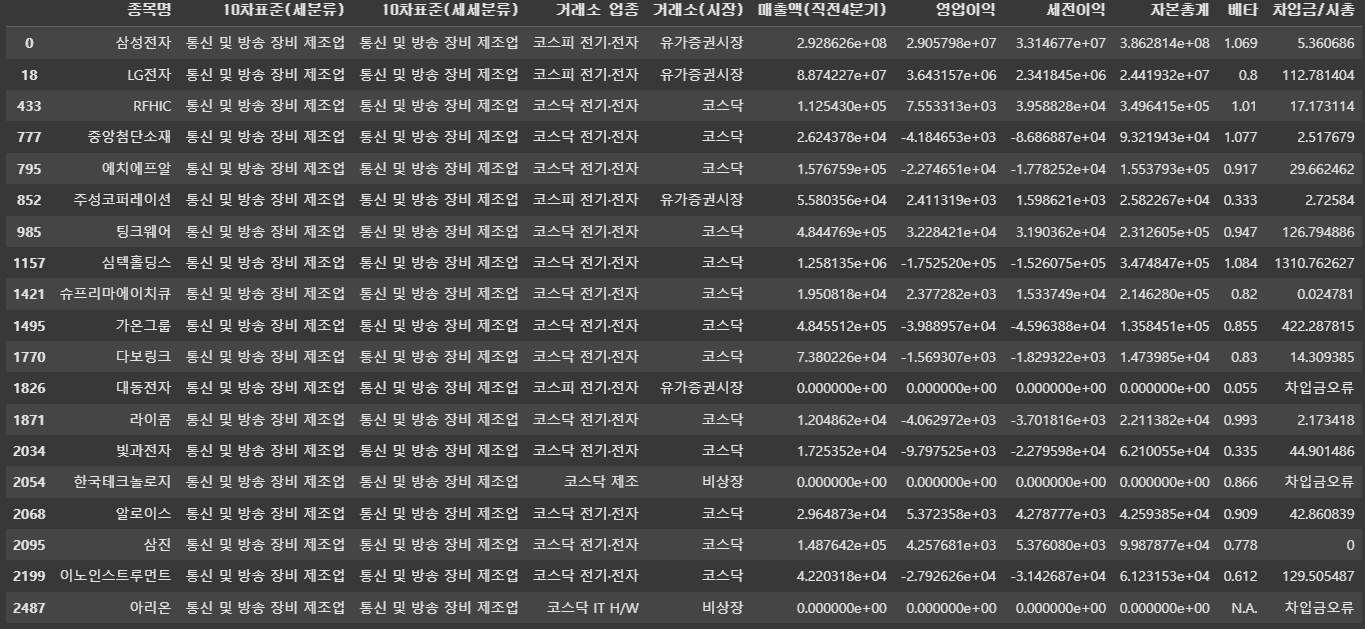 종목명 10차표준(세분류) 10차표준(세세분류) 거래소 업종 거래소(시장) 매출액(직전4분기) 영업이익 세전이익 자본총계 베타 차입금/시총
0 삼성전자 통신 및 방송 장비 제조업 통신 및 방송 장비 제조업 코스피 전기·전자 유가증권시장 2.928626e+08 2.905798e+07 3.314677e+07 3.862814e+08 1.069 5.360686
18 LG전자 통신 및 방송 장비 제조업 통신 및 방송 장비 제조업 코스피 전기·전자 유가증권시장 8.874227e+07 3.643157e+06 2.341845e+06 2.441932e+07 0.8 112.781404
433 RFHIC 통신 및 방송 장비 제조업 통신 및 방송 장비 제조업 코스닥 전기·전자 코스닥 1.125430e+05 7.553313e+03 3.958828e+04 3.496415e+05 1.01 17.173114
777 중앙첨단소재 통신 및 방송 장비 제조업 통신 및 방송 장비 제조업 코스닥 전기·전자 코스닥 2.624378e+04 -4.184653e+03 -8.686887e+04 9.321943e+04 1.077 2.517679
795 에치에프알 통신 및 방송 장비 제조업 통신 및 방송 장비 제조업 코스닥 전기·전자 코스닥 1.576759e+05 -2.274651e+04 -1.778252e+04 1.553793e+05 0.917 29.662462
852 주성코퍼레이션 통신 및 방송 장비 제조업 통신 및 방송 장비 제조업 코스피 전기·전자 유가증권시장 5.580356e+04 2.411319e+03 1.598621e+03 2.582267e+04 0.333 2.72584
985 팅크웨어 통신 및 방송 장비 제조업 통신 및 방송 장비 제조업 코스닥 전기·전자 코스닥 4.844769e+05 3.228421e+04 3.190362e+04 2.312605e+05 0.947 126.794886
1157 심텍홀딩스 통신 및 방송 장비 제조업 통신 및 방송 장비 제조업 코스닥 전기·전자 코스닥 1.258135e+06 -1.752520e+05 -1.526075e+05 3.474847e+05 1.084 1310.762627
1421 슈프리마에이치큐 통신 및 방송 장비 제조업 통신 및 방송 장비 제조업 코스닥 전기·전자 코스닥 1.950818e+04 2.377282e+03 1.533749e+04 2.146280e+05 0.82 0.024781
1495 가온그룹 통신 및 방송 장비 제조업 통신 및 방송 장비 제조업 코스닥 전기·전자 코스닥 4.845512e+05 -3.988957e+04 -4.596388e+04 1.358451e+05 0.855 422.287815
1770 다보링크 통신 및 방송 장비 제조업 통신 및 방송 장비 제조업 코스닥 전기·전자 코스닥 7.380226e+04 -1.569307e+03 -1.829322e+03 1.473985e+04 0.83 14.309385
1826 대동전자 통신 및 방송 장비 제조업 통신 및 방송 장비 제조업 코스피 전기·전자 유가증권시장 0.000000e+00 0.000000e+00 0.000000e+00 0.000000e+00 0.055 차입금오류
1871 라이콤 통신 및 방송 장비 제조업 통신 및 방송 장비 제조업 코스닥 전기·전자 코스닥 1.204862e+04 -4.062972e+03 -3.701816e+03 2.211382e+04 0.993 2.173418
2034 빛과전자 통신 및 방송 장비 제조업 통신 및 방송 장비 제조업 코스닥 전기·전자 코스닥 1.725352e+04 -9.797525e+03 -2.279598e+04 6.210055e+04 0.335 44.901486
2054 한국테크놀로지 통신 및 방송 장비 제조업 통신 및 방송 장비 제조업 코스닥 제조 비상장 0.000000e+00 0.000000e+00 0.000000e+00 0.000000e+00 0.866 차입금오류
2068 알로이스 통신 및 방송 장비 제조업 통신 및 방송 장비 제조업 코스닥 전기·전자 코스닥 2.964873e+04 5.372358e+03 4.278777e+03 4.259385e+04 0.909 42.860839
2095 삼진 통신 및 방송 장비 제조업 통신 및 방송 장비 제조업 코스닥 전기·전자 코스닥 1.487642e+05 4.257681e+03 5.376080e+03 9.987877e+04 0.778 0
2199 이노인스트루먼트 통신 및 방송 장비 제조업 통신 및 방송 장비 제조업 코스닥 전기·전자 코스닥 4.220318e+04 -2.792626e+04 -3.142687e+04 6.123153e+04 0.612 129.505487
2487 아리온 통신 및 방송 장비 제조업 통신 및 방송 장비 제조업 코스닥 IT H/W 비상장 0.000000e+00 0.000000e+00 0.000000e+00 0.000000e+00 N.A. 차입금오류